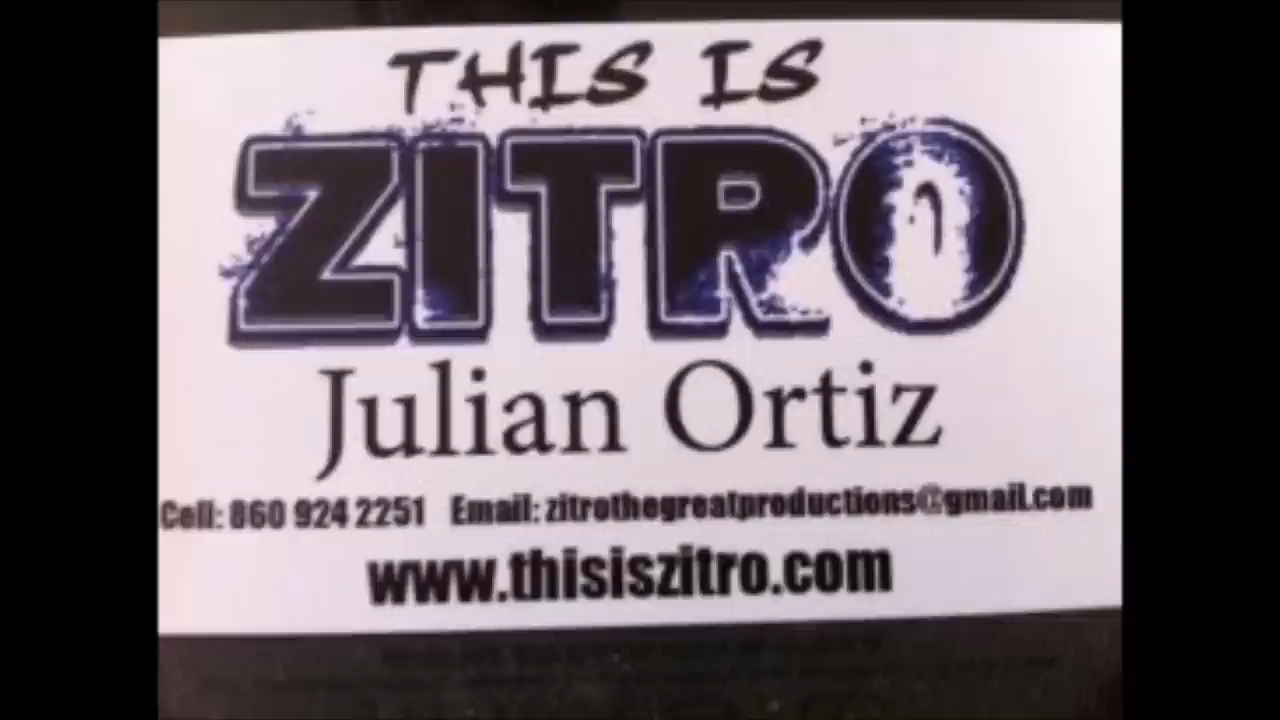 THIS IS
ZITRO
Julian Ortiz
Cell: 860 924 2251 Email: zitrothegreatproductions@gmail.com
www.thisiszitro.com